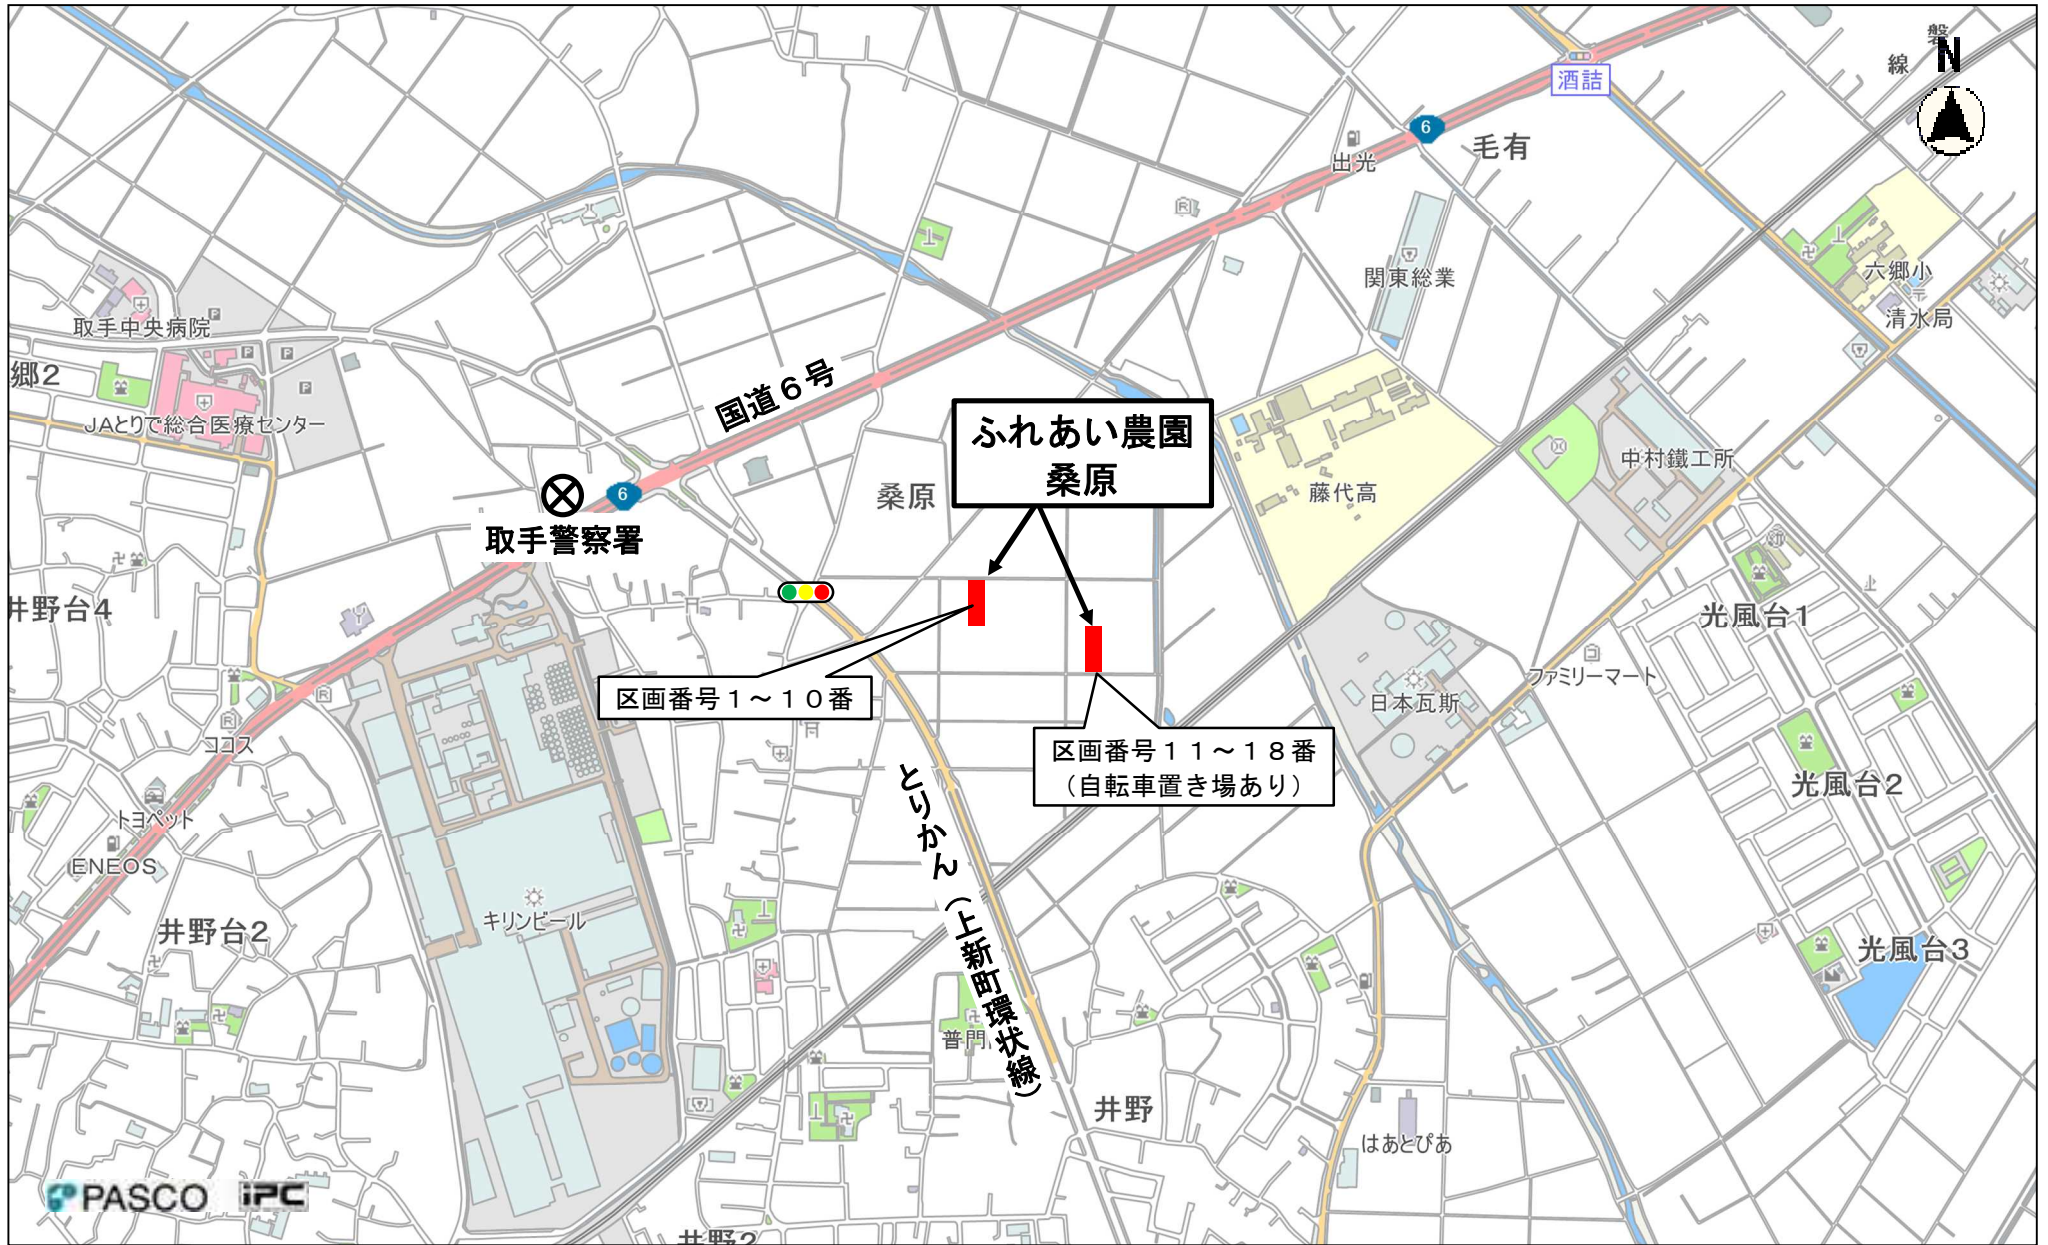 磐
線
N
酒詰
6
毛有
出光
関東総業
六郷小
清水局
取手中央病院
郷2
JAとりで総合医療センター
国道6号
ふれあい農園
桑原
桑原
藤代高
中村鐵工所
6
取手警察署
井野台4
光風台1
区画番号1～10番
日本瓦斯
ファミリーマート
ココス
区画番号11～18番
（自転車置き場あり）
光風台2
トヨペット
ENEOS
とりかん（上新町環状線）
キリンビール
井野台2
光風台3
普門
井野
はあとぴあ
PASCO iPC
井野2